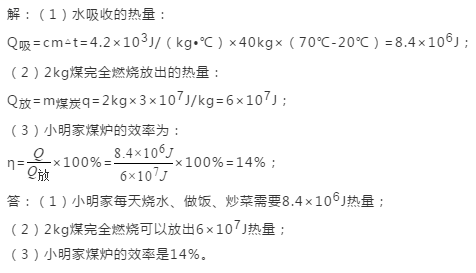 解：（1）水吸收的热量：
Q吸=cm△t=4.2×10³J/（kg•℃）×40kg×（70℃-20℃）=8.4×10⁶J；
（2）2kg煤完全燃烧放出的热量：
Q放=m煤炭q=2kg×3×10⁷J/kg=6×10⁷J；
（3）小明家煤炉的效率为：
η=Q/Q放×100%=8.4×10⁶J/6×10⁷J×100%=14%；
答：（1）小明家每天烧水、做饭、炒菜需要8.4×10⁶J热量；
（2）2kg煤完全燃烧可以放出6×10⁷J热量；
（3）小明家煤炉的效率是14%。